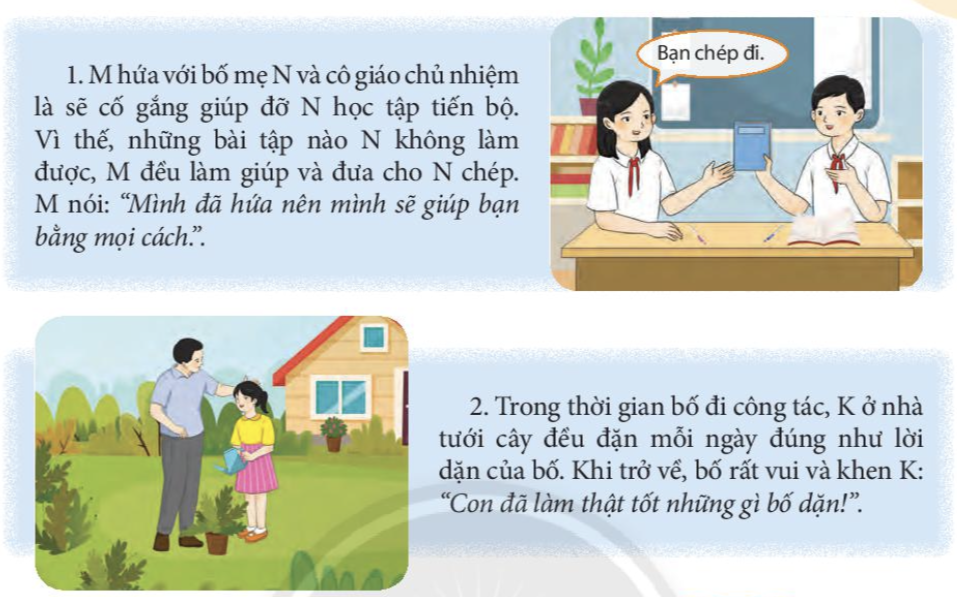 Bạn chép đi.
1. M hứa với bố mẹ N và cô giáo chủ nhiệm
là sẽ cố gắng giúp đỡ N học tập tiến bộ.
Vì thế, những bài tập nào N không làm
được, M đều làm giúp và đưa cho N chép.
M nói: “Mình đã hứa nên mình sẽ giúp bạn
bằng mọi cách.”.
2. Trong thời gian bố đi công tác, K ở nhà
tưới cây đều đặn mỗi ngày đúng như lời
dặn của bố. Khi trở về, bố rất vui và khen K:
“Con đã làm thật tốt những gì bố dặn!”.